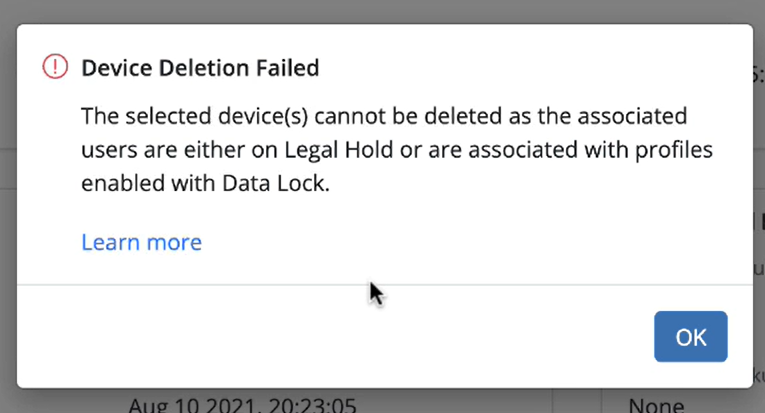 Device Deletion Failed
The selected device(s) cannot be deleted as the associated
users are either on Legal Hold or are associated with profiles
enabled with Data Lock.
Learn more
OK
Aug 10 2021, 20:23:05
None